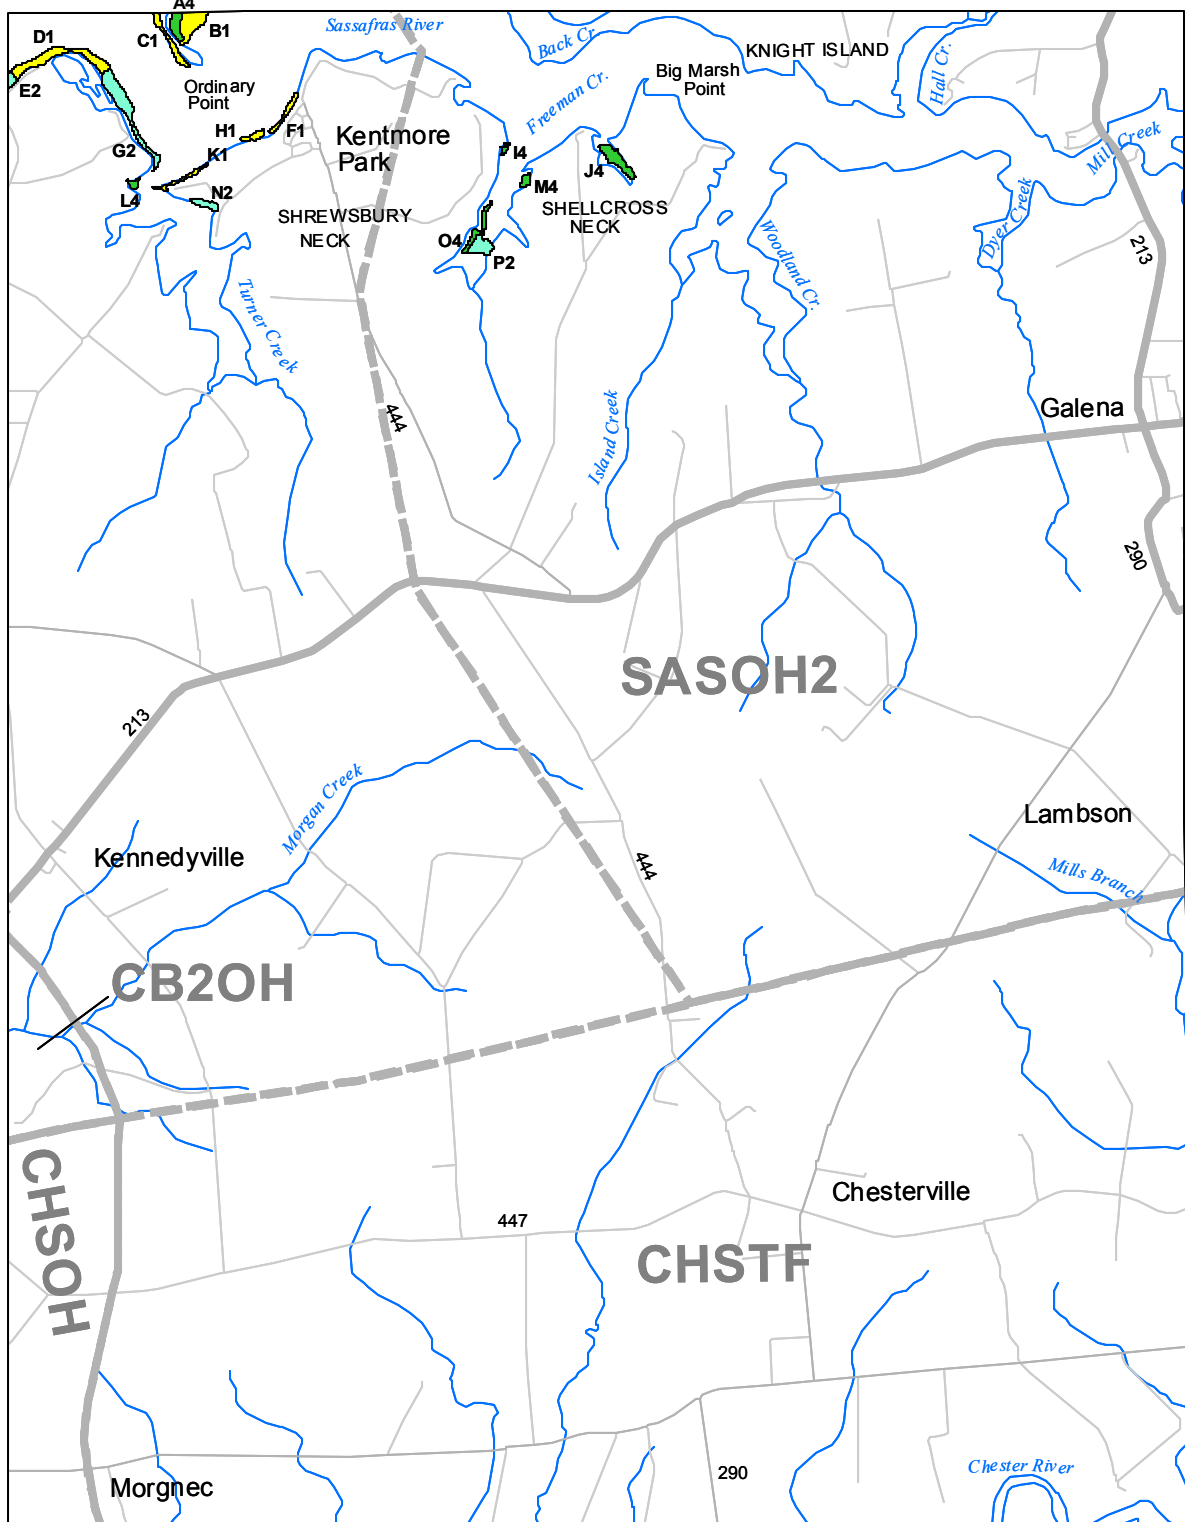 A4
B1
C1
D1
Sassafras River
Back Cr.
KNIGHT ISLAND
Hall Cr.
Big Marsh
Point
E2
Ordinary
Point
Freeman Cr.
H1
F1
Kentmore
Park
G2
K1
I4
J4
M4
Mill Creek
L4
N2
SHREWSBURY
NECK
SHELLCROSS
NECK
O4
P2
Woodland Cr.
Dyer Creek
213
Turner Creek
444
Island Creek
Galena
290
SASOH2
213
Morgan Creek
Lambson
Kennedyville
444
Mills Branch
CB2OH
CHSOH
Chesterville
447
CHSTF
Chester River
290
Morgnec